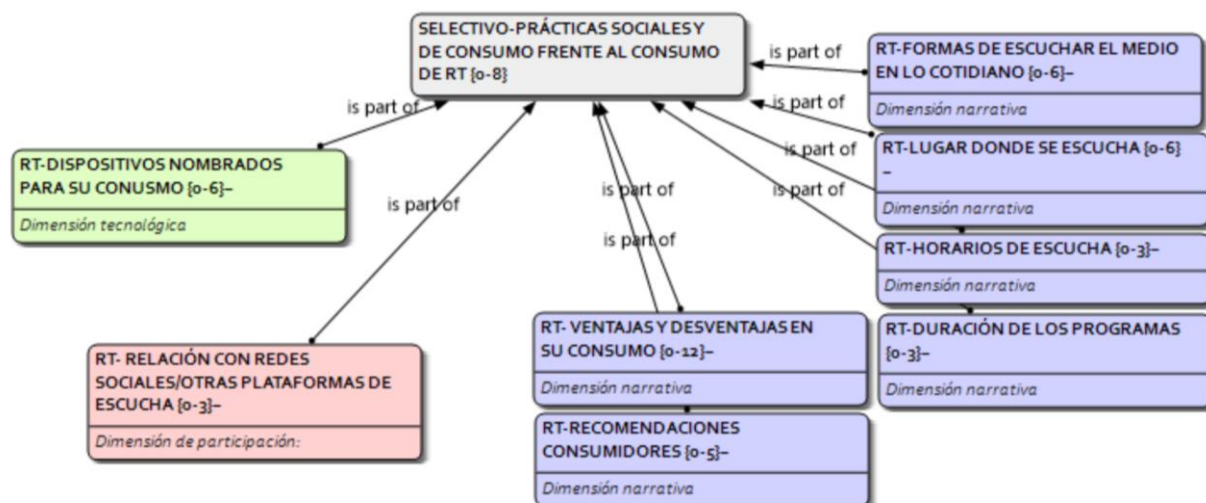 SELECTIVO-PRÁCTICAS SOCIALES Y
DE CONSUMO FRENTE AL CONSUMO
DE RT {0-8}
is part of
RT-FORMAS DE ESCUCHAR EL MEDIO
EN LO COTIDIANO {0-6}–
Dimensión narrativa
is part of
is part of
RT-LUGAR DONDE SE ESCUCHA {0-6}
–
Dimensión narrativa
is part of
RT-DISPOSITIVOS NOMBRADOS
PARA SU CONUSMO {0-6}–
Dimensión tecnológica
is part of
is part of
is part of
is part of
RT-HORARIOS DE ESCUCHA {0-3}–
Dimensión narrativa
RT- VENTAJAS Y DESVENTAJAS EN
SU CONSUMO {0-12}–
Dimensión narrativa
RT-DURACIÓN DE LOS PROGRAMAS
{0-3}–
Dimensión narrativa
RT- RELACIÓN CON REDES
SOCIALES/OTRAS PLATAFORMAS DE
ESCUCHA {0-3}–
Dimensión de participación:
RT-RECOMENDACIONES
CONSUMIDORES {0-5}–
Dimensión narrativa